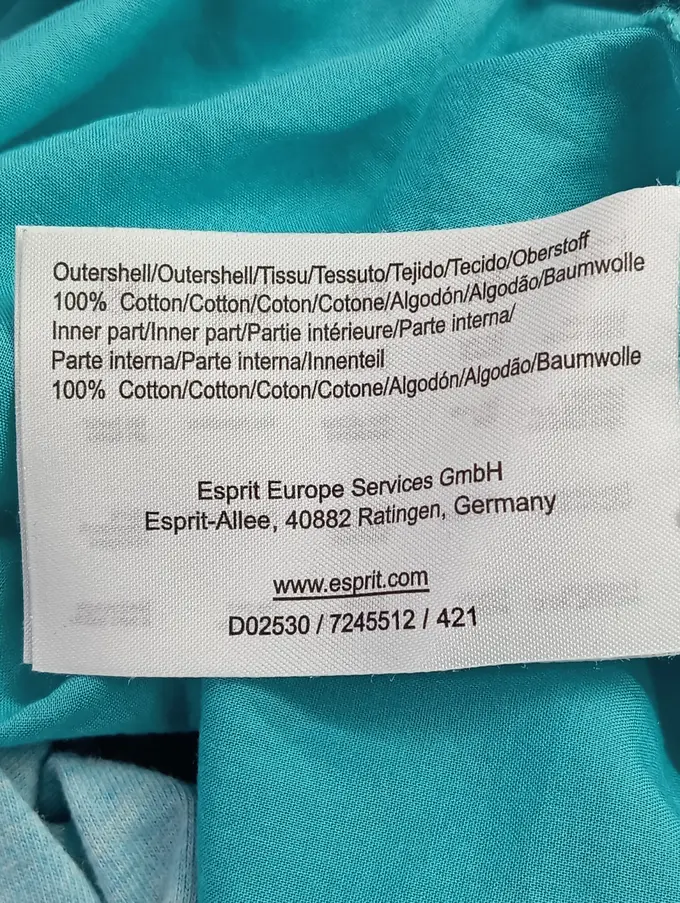 Outershell/Outershell/Tissu/Tessuto/Tejido/Tecido/Oberstoff
100% Cotton/Cotton/Coton/Cotone/Algodón/Algodão/Baumwolle
Inner part/Inner part/Partie intérieure/Parte interna/
Parte interna/Parte interna/Innenteil
100% Cotton/Cotton/Coton/Cotone/Algodón/Algodão/Baumwolle
Esprit Europe Services GmbH
Esprit-Allee, 40882 Ratingen, Germany
www.esprit.com
D02530 / 7245512 / 421